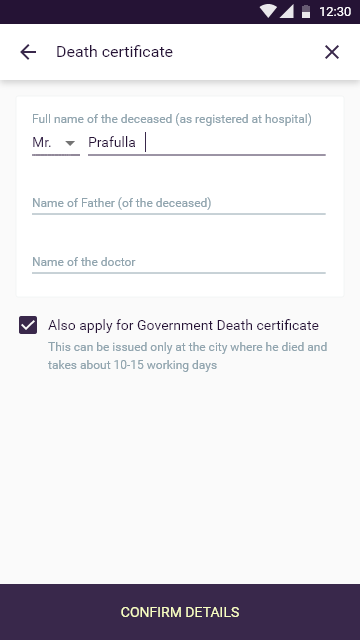 12:30
Death certificate
Full name of the deceased (as registered at hospital)
Mr. Prafulla
Name of Father (of the deceased)
Name of the doctor
Also apply for Government Death certificate
This can be issued only at the city where he died and
takes about 10-15 working days
CONFIRM DETAILS